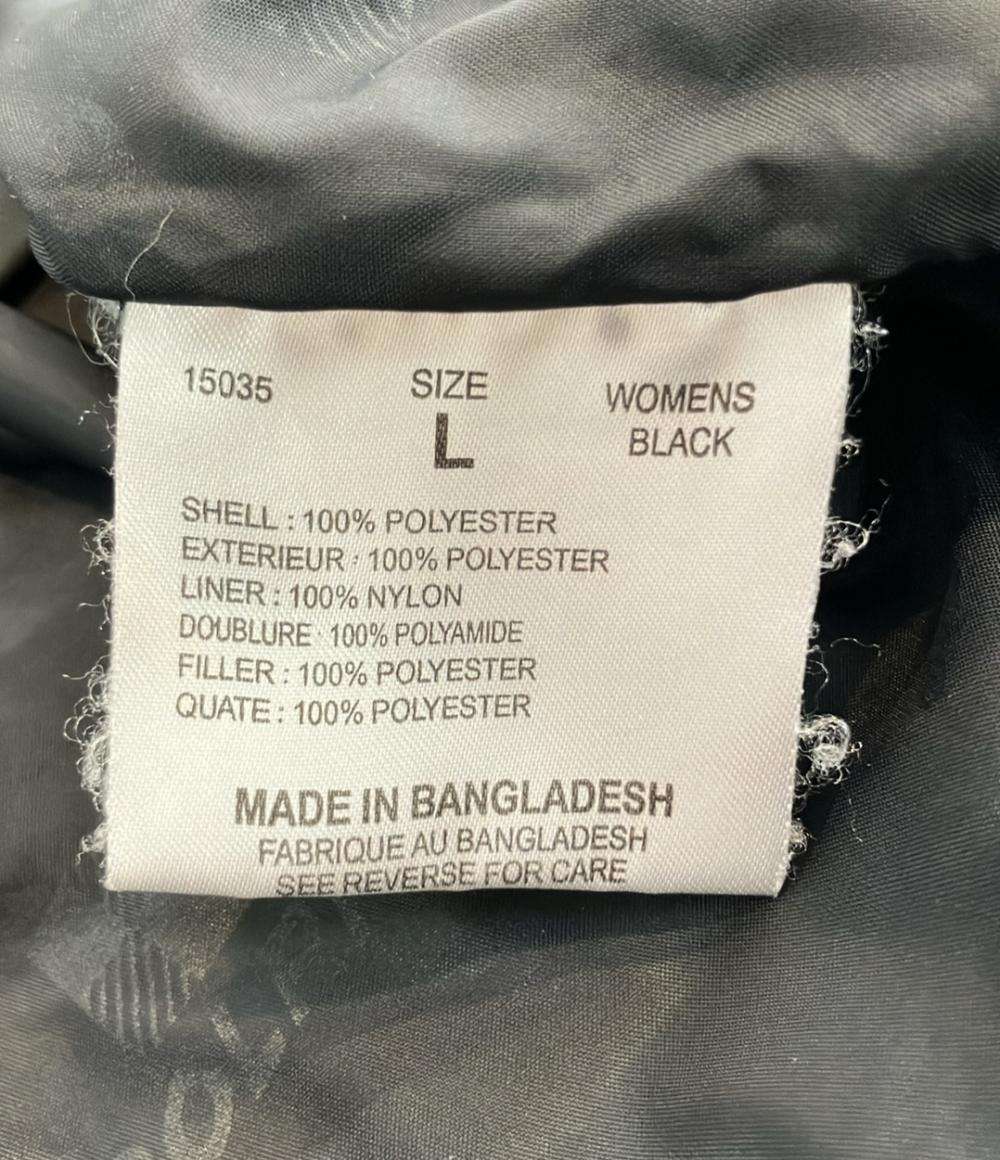 15035 SIZE WOMENS
L BLACK
SHELL : 100% POLYESTER
EXTERIEUR : 100% POLYESTER
LINER : 100% NYLON
DOUBLURE : 100% POLYAMIDE
FILLER : 100% POLYESTER
QUATE : 100% POLYESTER
MADE IN BANGLADESH
FABRIQUE AU BANGLADESH
SEE REVERSE FOR CARE